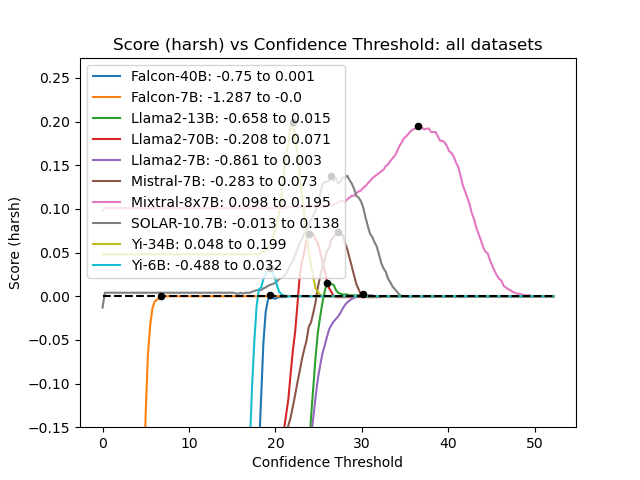 Score (harsh) vs Confidence Threshold: all datasets
Falcon-40B: -0.75 to 0.001
Falcon-7B: -1.287 to -0.0
Llama2-13B: -0.658 to 0.015
Llama2-70B: -0.208 to 0.071
Llama2-7B: -0.861 to 0.003
Mistral-7B: -0.283 to 0.073
Mixtral-8x7B: 0.098 to 0.195
SOLAR-10.7B: -0.013 to 0.138
Yi-34B: 0.048 to 0.199
Yi-6B: -0.488 to 0.032
0.25
0.20
0.15
0.10
0.05
0.00
−0.05
−0.10
−0.15
Score (harsh)
0 10 20 30 40 50
Confidence Threshold